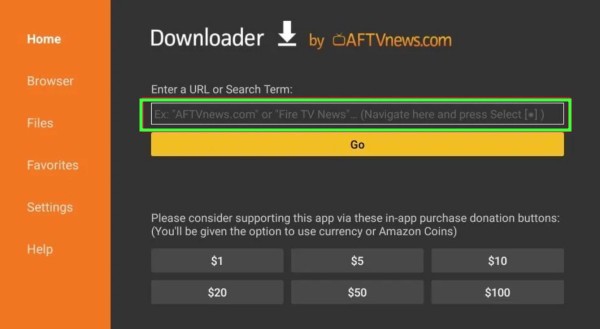 Home
Browser
Files
Favorites
Settings
Help
Downloader by AFTVnews.com
Enter a URL or Search Term:
Ex: "AFTVnews.com" or "Fire TV News"... (Navigate here and press Select [●] )
Go
Please consider supporting this app via these in-app purchase donation buttons:
(You'll be given the option to use currency or Amazon Coins)
$1 $5 $10
$20 $50 $100